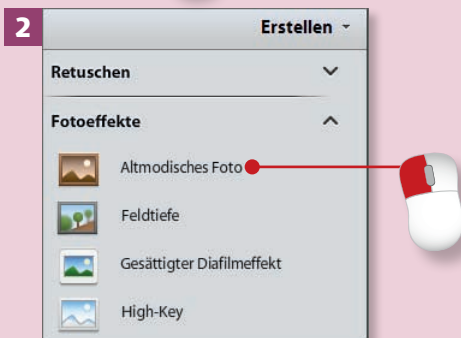 2
Erstellen
Retuschen
Fotoeffekte
Altmodisches Foto
Feldtiefe
Gesättigter Diafilmeffekt
High-Key